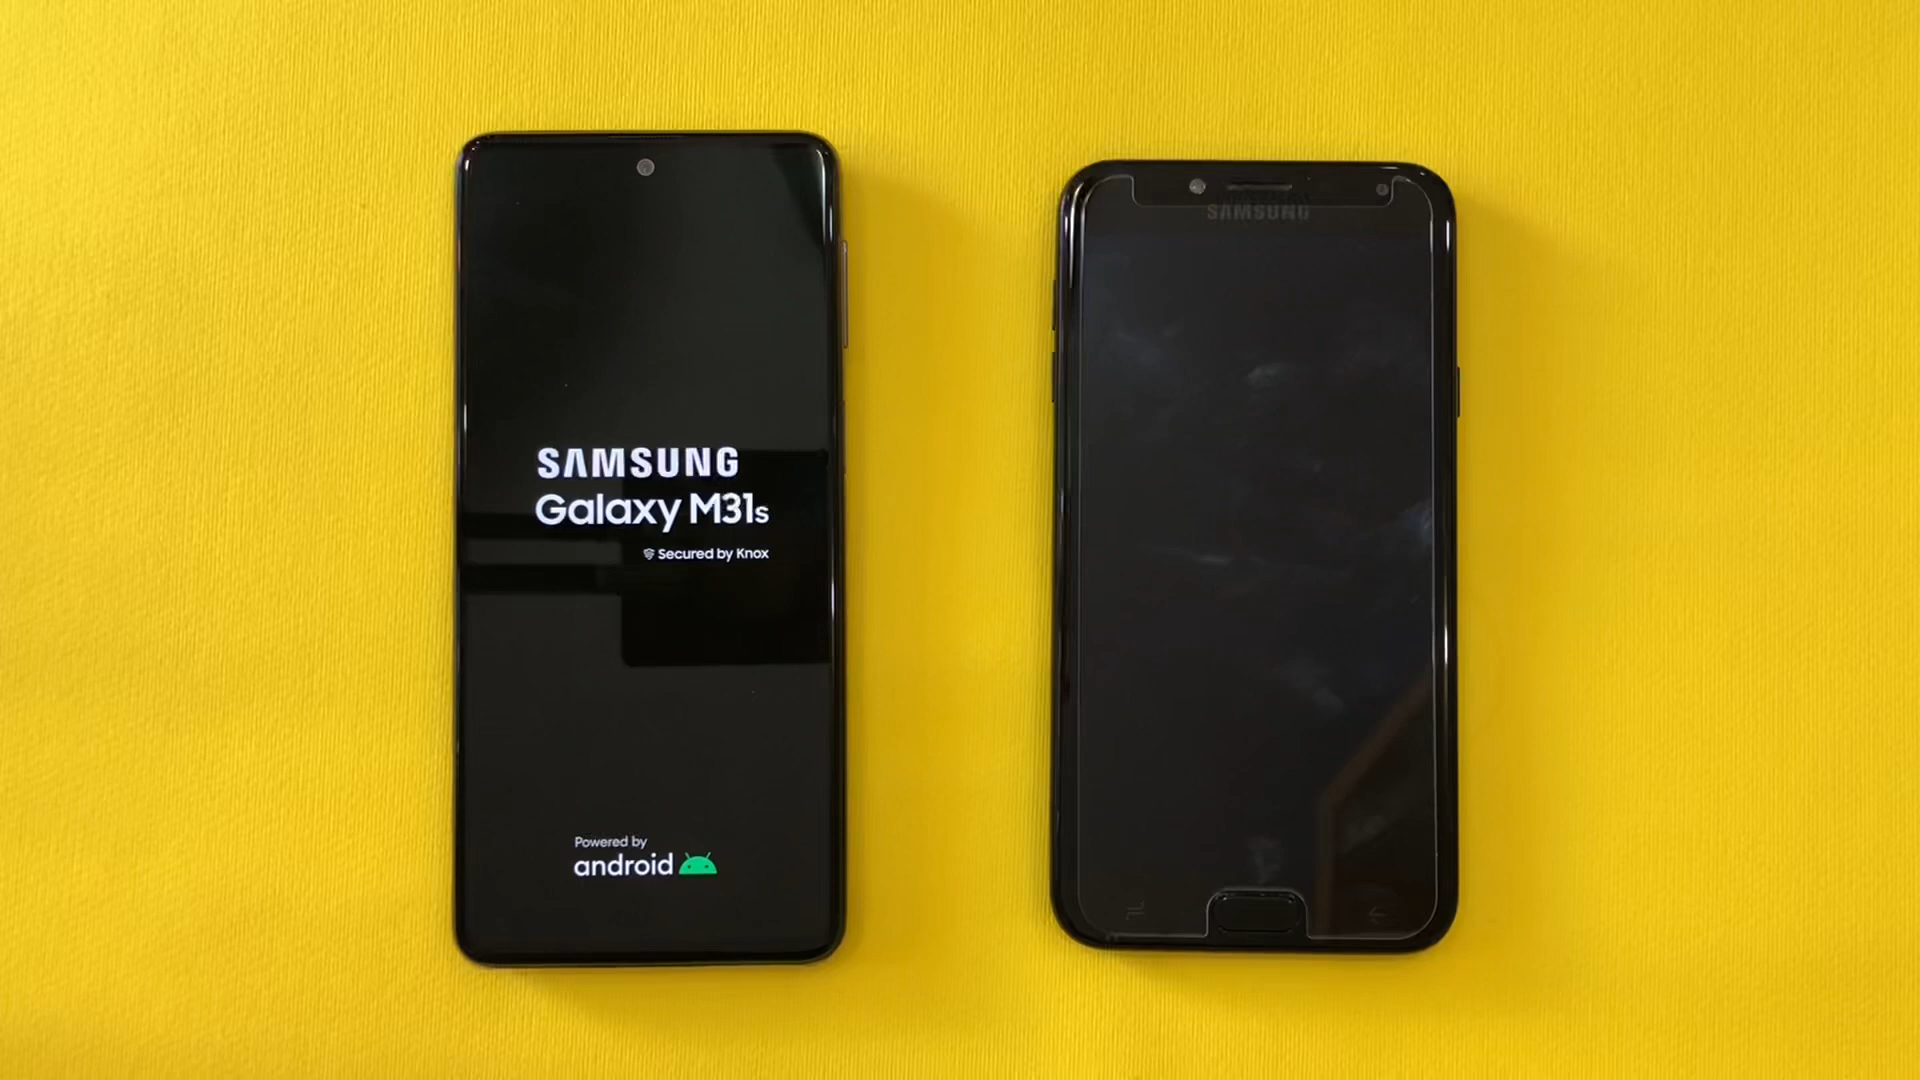 SAMSUNG
Galaxy M31s
Secured by Knox
Powered by
android
SAMSUNG